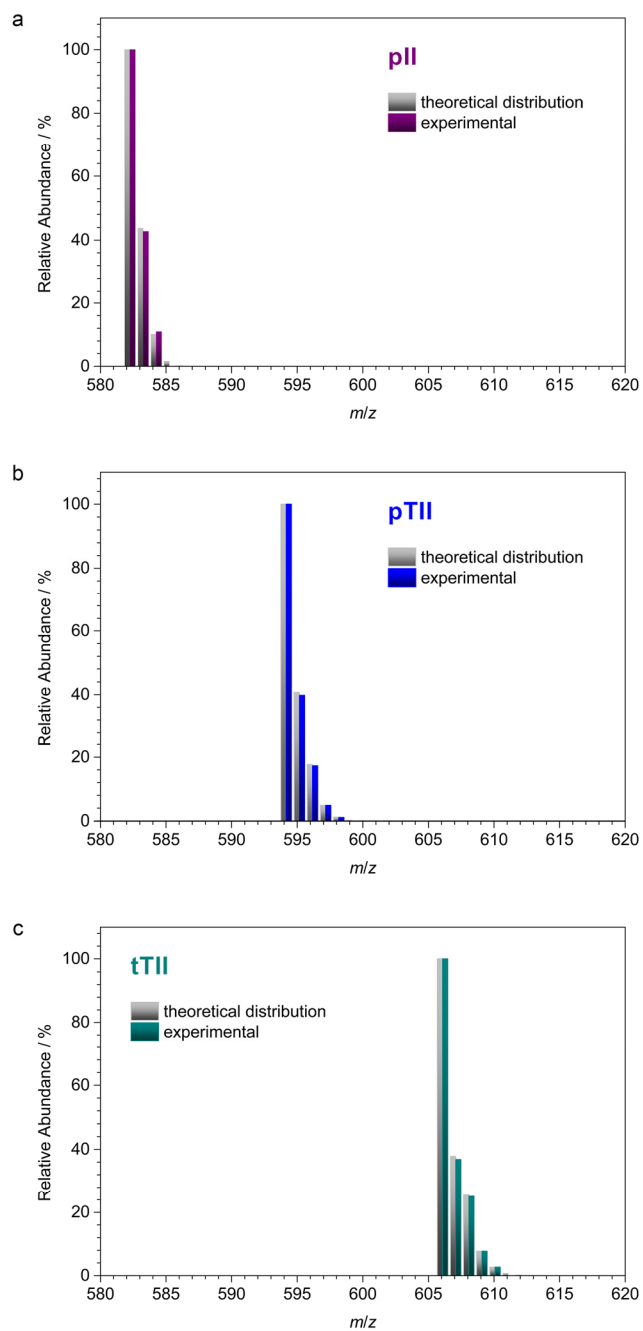 a
pII
theoretical distribution
experimental
Relative Abundance / %
100
80
60
40
20
0
580 585 590 595 600 605 610 615 620
m/z
b
pTII
theoretical distribution
experimental
Relative Abundance / %
100
80
60
40
20
0
580 585 590 595 600 605 610 615 620
m/z
c
tTII
theoretical distribution
experimental
Relative Abundance / %
100
80
60
40
20
0
580 585 590 595 600 605 610 615 620
m/z